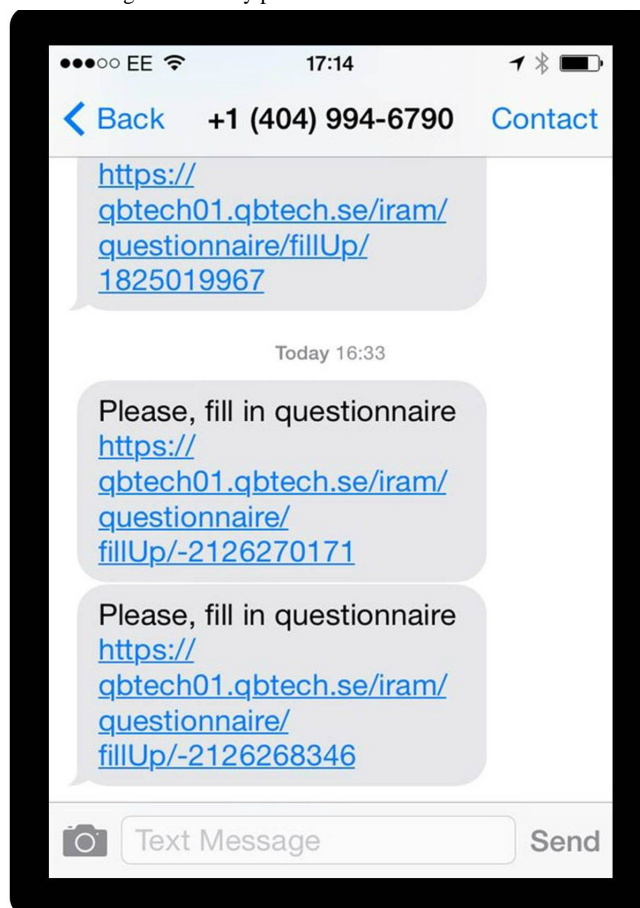 EE 17:14
Back +1 (404) 994-6790 Contact
https://
qbtech01.qbtech.se/iram/
questionnaire/fillUp/
1825019967
Today 16:33
Please, fill in questionnaire
https://
qbtech01.qbtech.se/iram/
questionnaire/
fillUp/-2126270171
Please, fill in questionnaire
https://
qbtech01.qbtech.se/iram/
questionnaire/
fillUp/-2126268346
Text Message Send